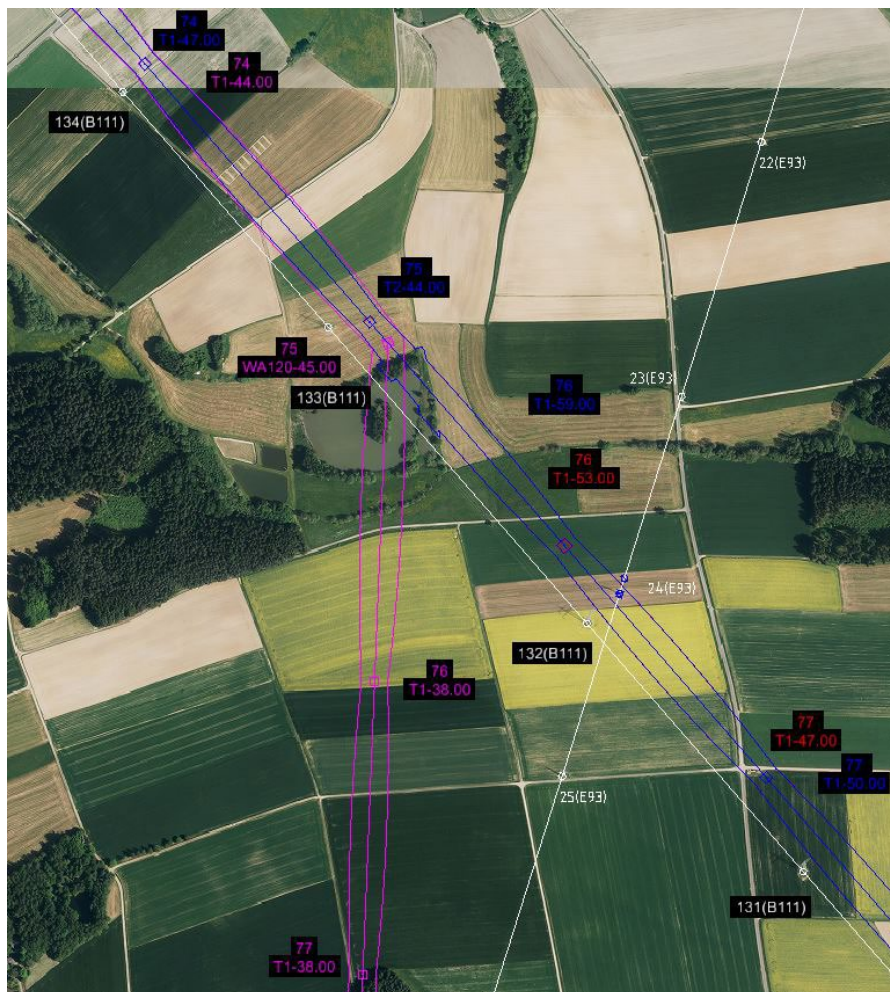 74
T1-47.00
74
T1-44.00
134(B111)
22(E93)
75
T2-44.00
75
WA120-45.00
133(B111)
23(E93)
76
T1-59.00
76
T1-53.00
24(E93)
132(B111)
76
T1-38.00
77
T1-47.00
77
T1-50.00
25(E93)
131(B111)
77
T1-38.00